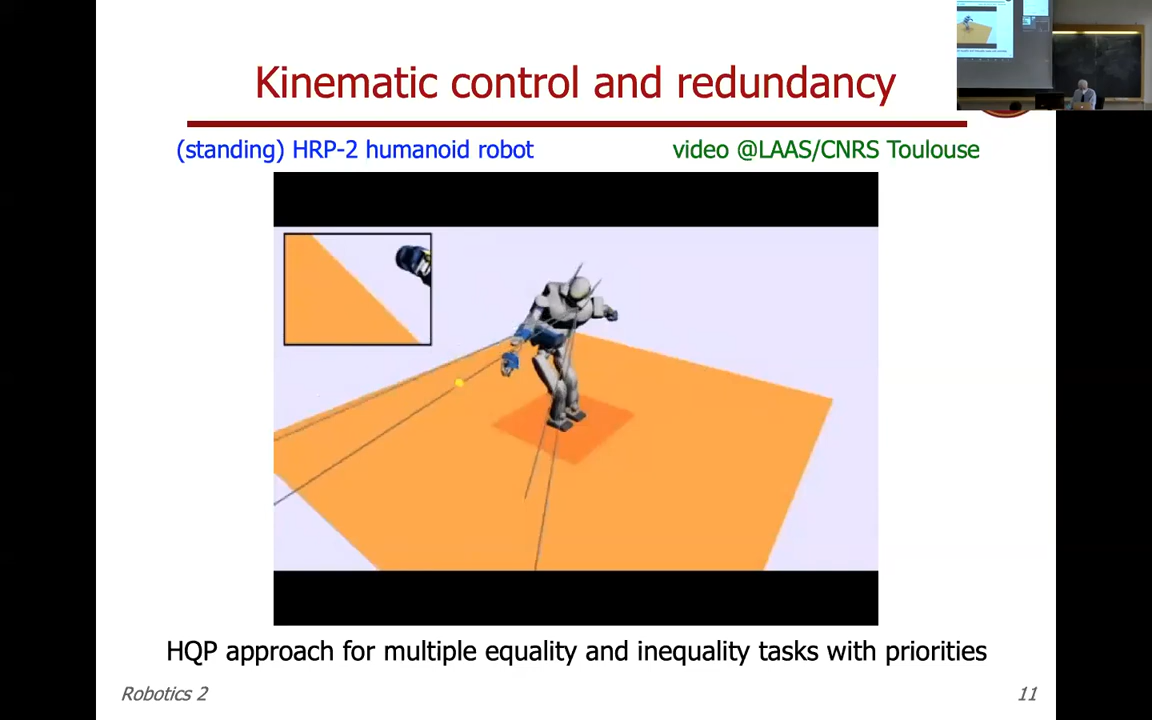 Kinematic control and redundancy
(standing) HRP-2 humanoid robot
video @LAAS/CNRS Toulouse
HQP approach for multiple equality and inequality tasks with priorities
Robotics 2
11